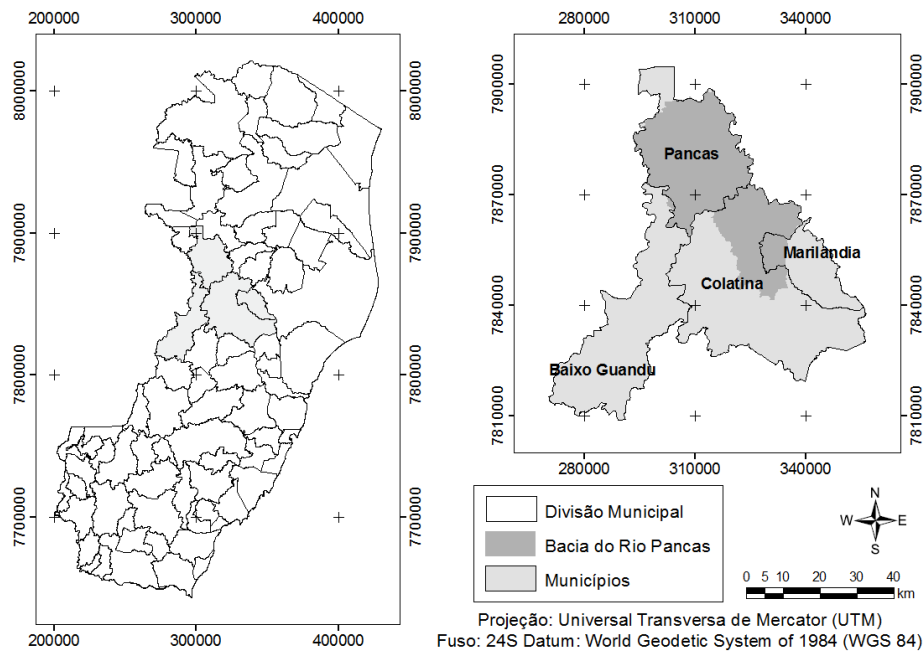 200000 300000 400000
8000000 8000000
7900000 7900000
7800000 7800000
7700000 7700000
200000 300000 400000
280000 310000 340000
7900000 7900000
7870000 7870000
7840000 7840000
7810000 7810000
280000 310000 340000
Pancas
Marilândia
Colatina
Baixo Guandu
Divisão Municipal
Bacia do Rio Pancas
Municípios
N
W E
S
0 5 10 20 30 40
km
Projeção: Universal Transversa de Mercator (UTM)
Fuso: 24S Datum: World Geodetic System of 1984 (WGS 84)